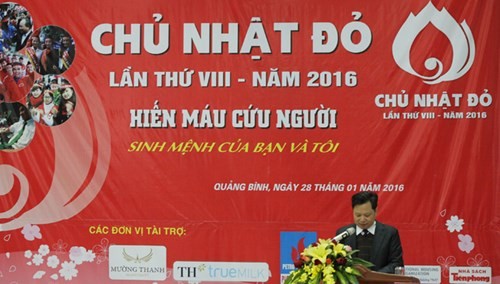 CHỦ NHẬT ĐỎ
LẦN THỨ VIII - NĂM 2016
HIẾN MÁU CỨU NGƯỜI
SINH MỆNH CỦA BẠN VÀ TÔI
CHỦ NHẬT ĐỎ
LẦN THỨ VIII - NĂM 2016
QUẢNG BÌNH, NGÀY 28 THÁNG 01 NĂM 2016
CÁC ĐƠN VỊ TÀI TRỢ:
MƯỜNG THANH
TH true MILK
PETRO
NHÀ SÁCH
Tiền phong